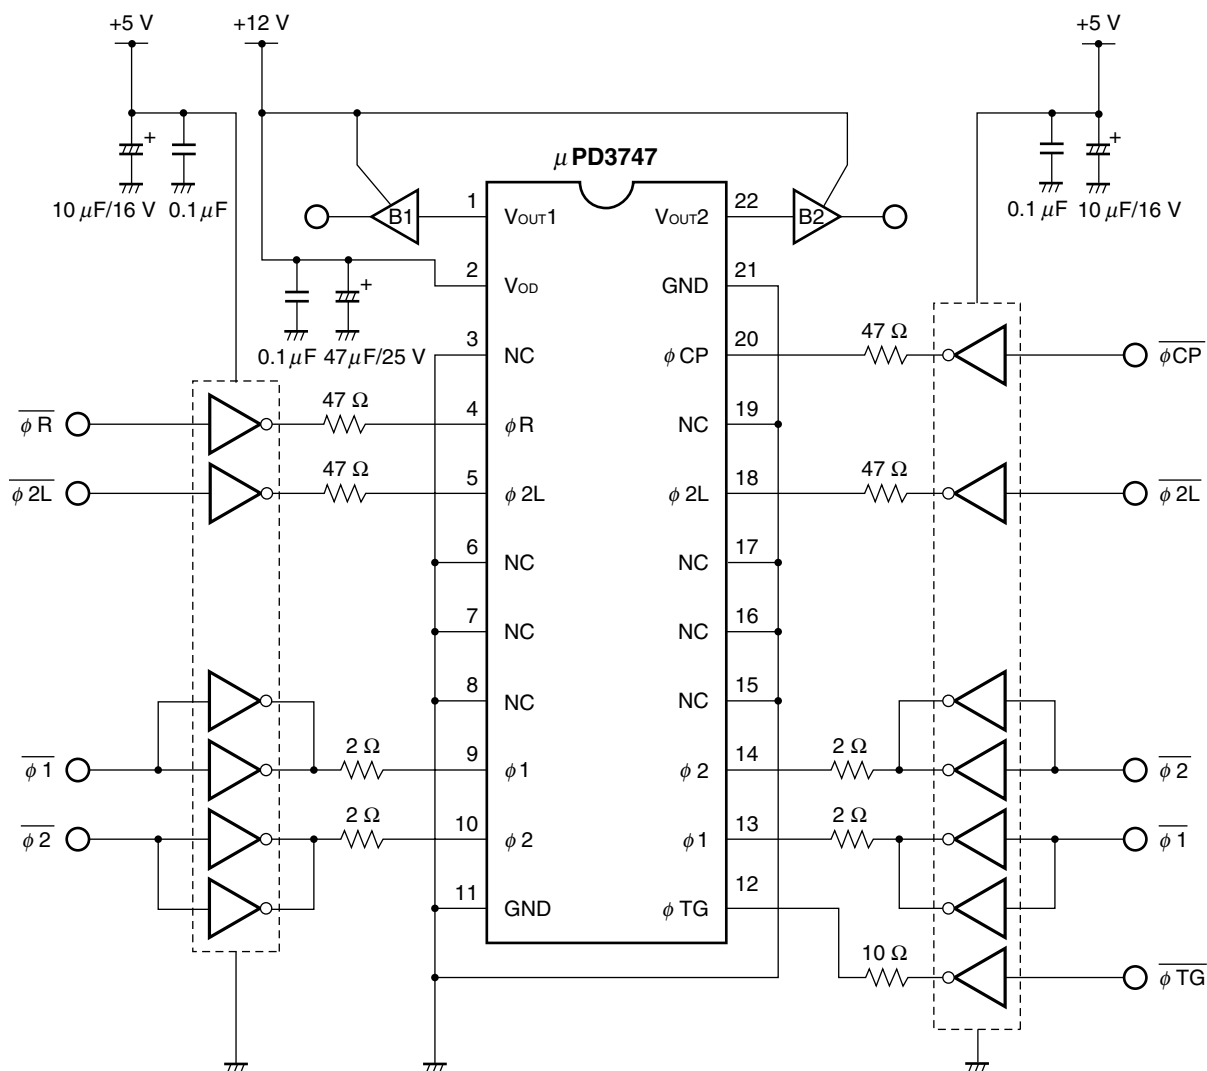 +5 V
+12 V
+5 V
+
10 μF/16 V
0.1 μF
μPD3747
+
0.1 μF
10 μF/16 V
B1
1
VOUT1
VOUT2
22
B2
2
VOD
GND
21
+
0.1 μF
47 μF/25 V
3
NC
φCP
20
47 Ω
φCP
φR
47 Ω
4
φR
NC
19
φ2L
47 Ω
5
φ2L
φ2L
18
47 Ω
φ2L
6
NC
NC
17
7
NC
NC
16
8
NC
NC
15
φ1
2 Ω
9
φ1
φ2
14
2 Ω
φ2
φ2
2 Ω
10
φ2
φ1
13
2 Ω
φ1
11
GND
φTG
12
10 Ω
φTG